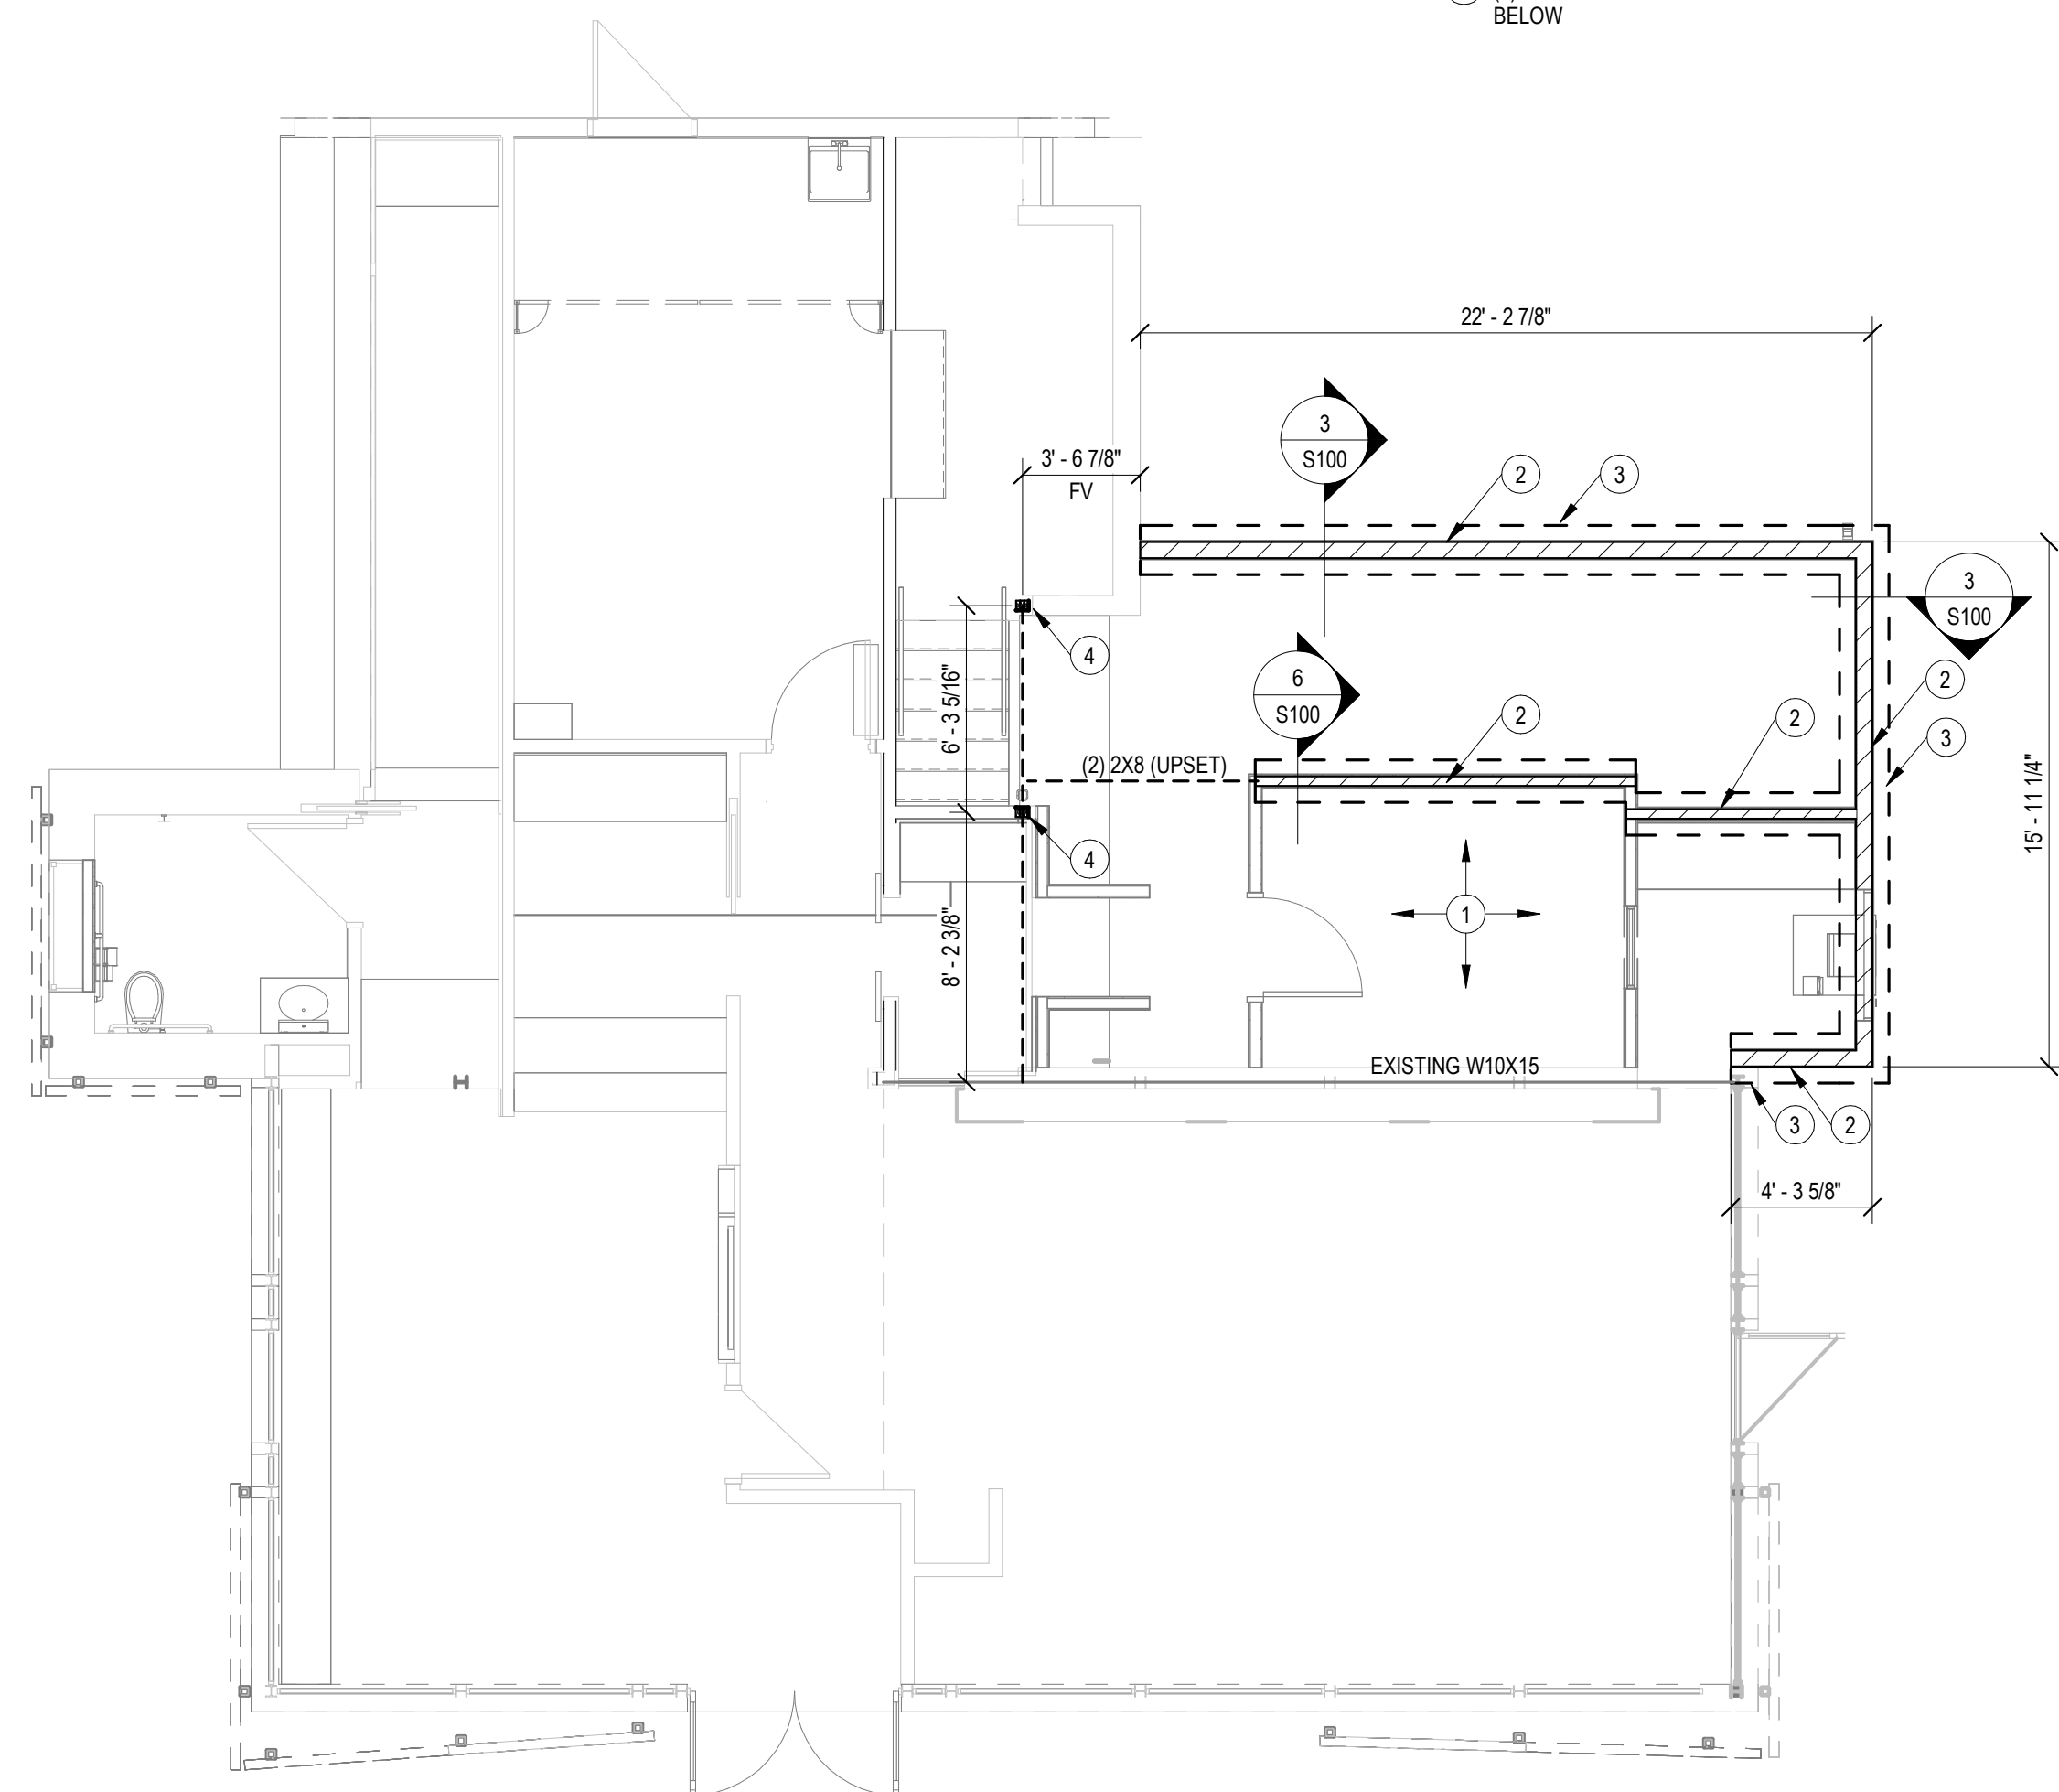 BELOW
22' - 2 7/8"
3
S100
3' - 6 7/8"
FV
2
3
3
S100
4
6
S100
2
2
2
3
6' - 3 5/16"
(2) 2X8 (UPSET)
15' - 11 1/4"
4
1
8' - 2 3/8"
EXISTING W10X15
3
2
4' - 3 5/8"